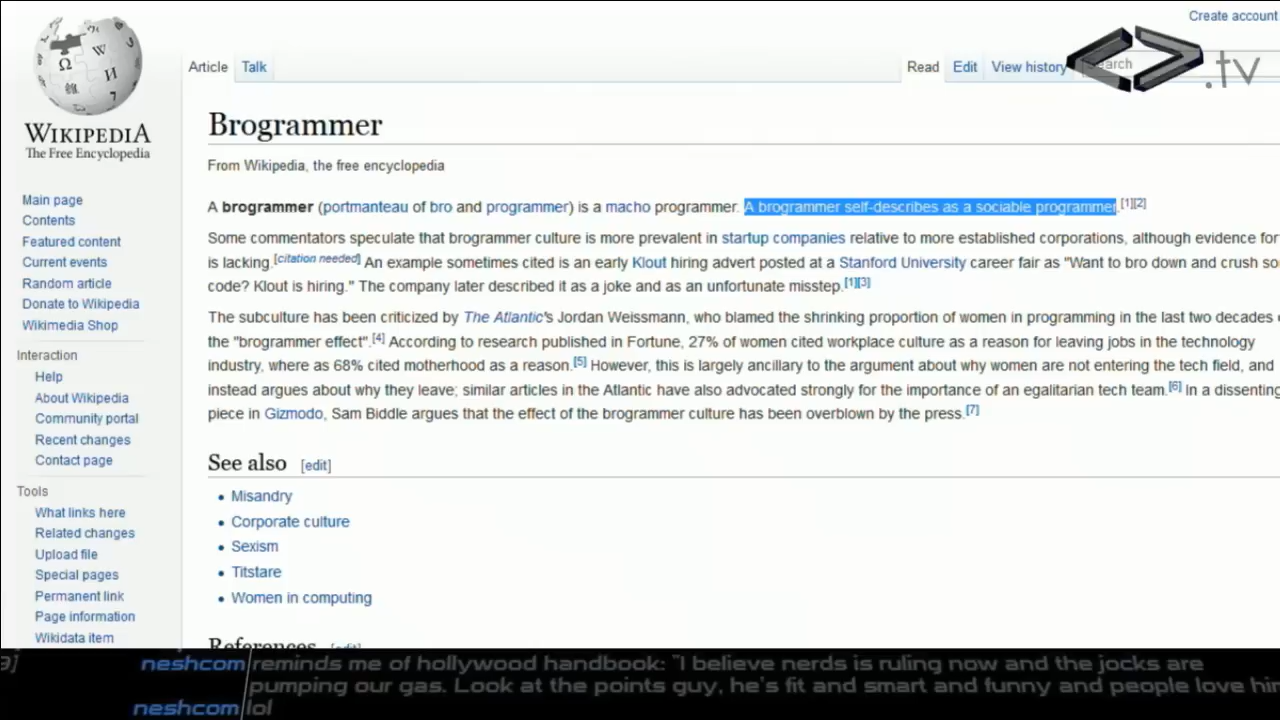 Create account
Article Talk Read Edit View history Search
.tv
WIKIPEDIA
The Free Encyclopedia
Brogrammer
From Wikipedia, the free encyclopedia
A brogrammer (portmanteau of bro and programmer) is a macho programmer. A brogrammer self-describes as a sociable programmer.[1][2]
Some commentators speculate that brogrammer culture is more prevalent in startup companies relative to more established corporations, although evidence for
is lacking.[citation needed] An example sometimes cited is an early Klout hiring advert posted at a Stanford University career fair as "Want to bro down and crush so
code? Klout is hiring." The company later described it as a joke and as an unfortunate misstep.[1][3]
The subculture has been criticized by The Atlantic's Jordan Weissmann, who blamed the shrinking proportion of women in programming in the last two decades
the "brogrammer effect".[4] According to research published in Fortune, 27% of women cited workplace culture as a reason for leaving jobs in the technology
industry, where as 68% cited motherhood as a reason.[5] However, this is largely ancillary to the argument about why women are not entering the tech field, and
instead argues about why they leave; similar articles in the Atlantic have also advocated strongly for the importance of an egalitarian tech team.[6] In a dissenting
piece in Gizmodo, Sam Biddle argues that the effect of the brogrammer culture has been overblown by the press.[7]
See also [edit]
Misandry
Corporate culture
Sexism
Titstare
Women in computing
References [edit]
Main page
Contents
Featured content
Current events
Random article
Donate to Wikipedia
Wikimedia Shop
Interaction
Help
About Wikipedia
Community portal
Recent changes
Contact page
Tools
What links here
Related changes
Upload file
Special pages
Permanent link
Page information
Wikidata item
9] neshcom reminds me of hollywood handbook: "I believe nerds is ruling now and the jocks are
pumping our gas. Look at the points guy, he's fit and smart and funny and people love him
neshcom lol